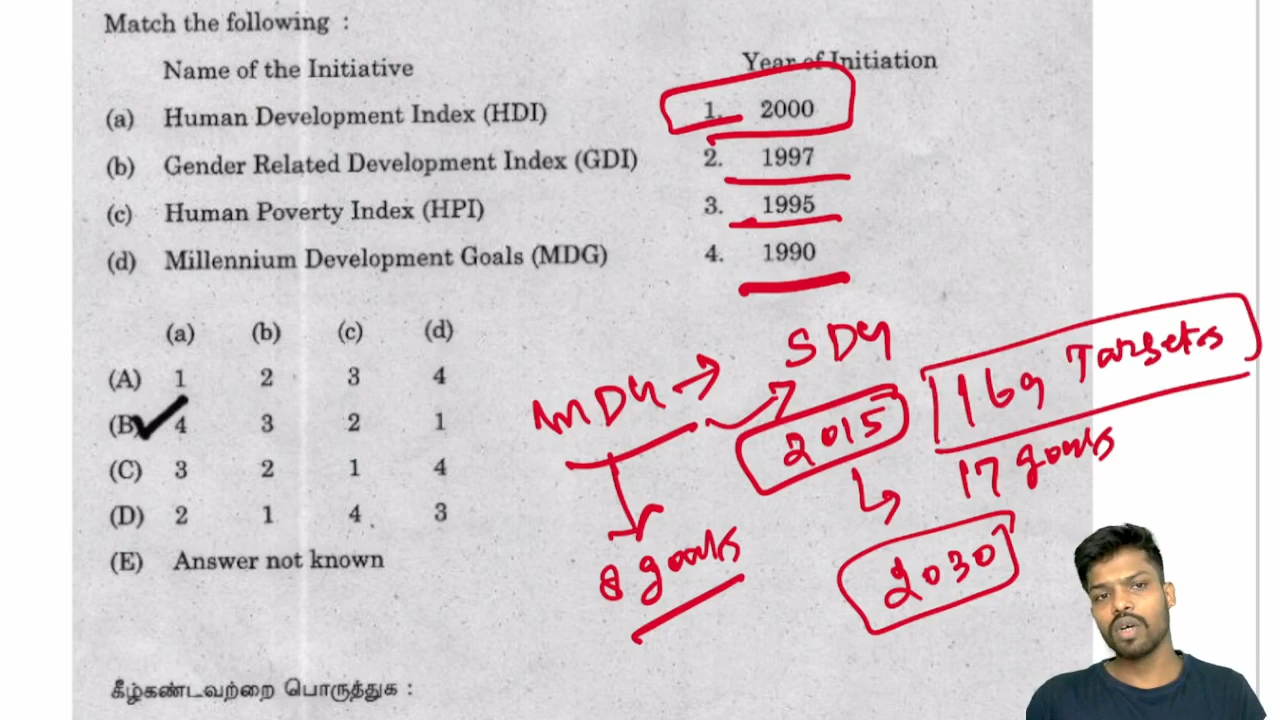 Match the following :
Name of the Initiative Year of Initiation
(a) Human Development Index (HDI) 1. 2000
(b) Gender Related Development Index (GDI) 2. 1997
(c) Human Poverty Index (HPI) 3. 1995
(d) Millennium Development Goals (MDG) 4. 1990
(a) (b) (c) (d)
(A) 1 2 3 4
(B) 4 3 2 1
(C) 3 2 1 4
(D) 2 1 4 3
(E) Answer not known
MDG → SDG
2015
169 Targets
17 goals
8 goals
2030
கீழ்கண்டவற்றை பொருத்துக :